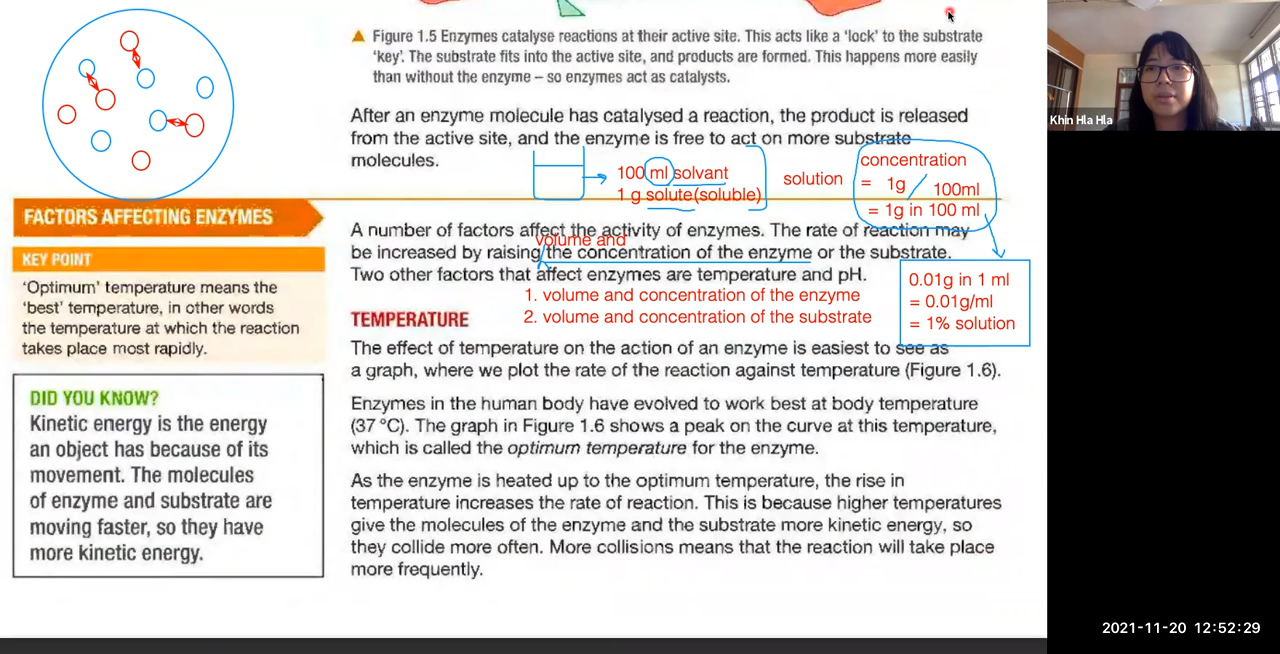 Figure 1.5 Enzymes catalyse reactions at their active site. This acts like a 'lock' to the substrate
'key'. The substrate fits into the active site, and products are formed. This happens more easily
than without the enzyme – so enzymes act as catalysts.
Khin Hla Hla
After an enzyme molecule has catalysed a reaction, the product is released
from the active site, and the enzyme is free to act on more substrate
molecules.
100 ml solvant
1 g solute(soluble)
solution
concentration
= 1g / 100ml
= 1g in 100 ml
FACTORS AFFECTING ENZYMES
KEY POINT
'Optimum' temperature means the
'best' temperature, in other words
the temperature at which the reaction
takes place most rapidly.
DID YOU KNOW?
Kinetic energy is the energy
an object has because of its
movement. The molecules
of enzyme and substrate are
moving faster, so they have
more kinetic energy.
A number of factors affect the activity of enzymes. The rate of reaction may
volume and
be increased by raising the concentration of the enzyme or the substrate.
Two other factors that affect enzymes are temperature and pH.
1. volume and concentration of the enzyme
2. volume and concentration of the substrate
0.01g in 1 ml
= 0.01g/ml
= 1% solution
TEMPERATURE
The effect of temperature on the action of an enzyme is easiest to see as
a graph, where we plot the rate of the reaction against temperature (Figure 1.6).
Enzymes in the human body have evolved to work best at body temperature
(37 °C). The graph in Figure 1.6 shows a peak on the curve at this temperature,
which is called the optimum temperature for the enzyme.
As the enzyme is heated up to the optimum temperature, the rise in
temperature increases the rate of reaction. This is because higher temperatures
give the molecules of the enzyme and the substrate more kinetic energy, so
they collide more often. More collisions means that the reaction will take place
more frequently.
2021-11-20 12:52:29